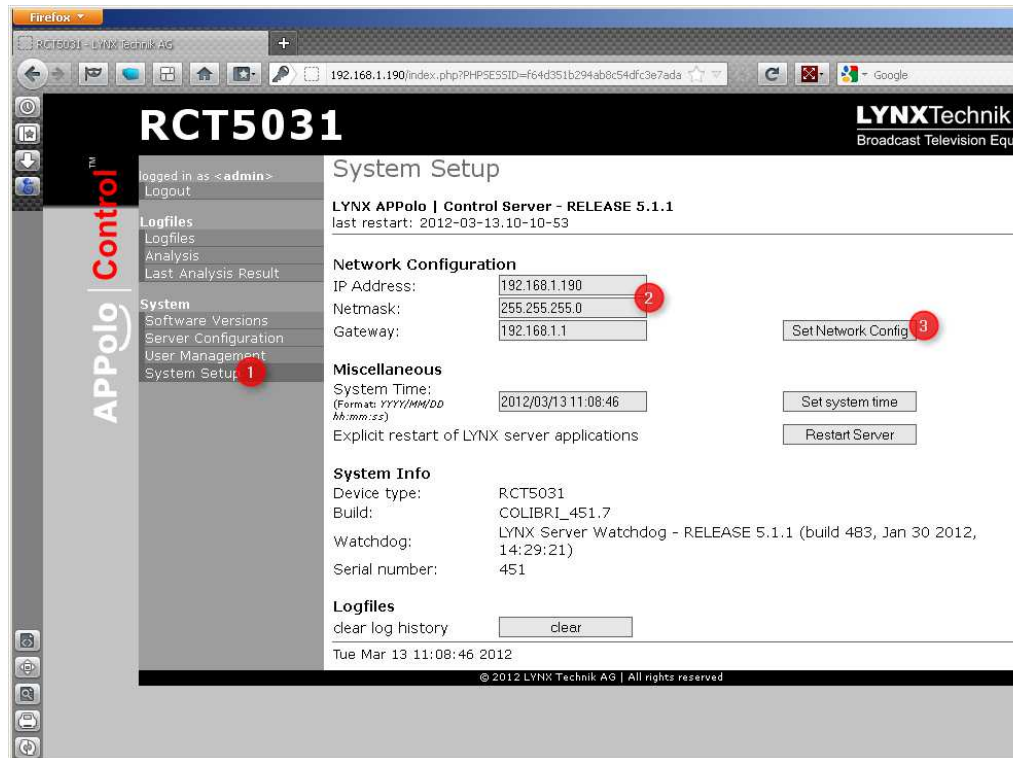 Firefox
RCT5031 - LYNX Technik AG
192.168.1.190/index.php?PHPSESSID=f64d351b294ab8c54dfc3e7ada
Google
RCT5031
LYNXTechnik
Broadcast Television Equ
APPolo | Control™
logged in as <admin>
Logout
Logfiles
Logfiles
Analysis
Last Analysis Result
System
Software Versions
Server Configuration
User Management
System Setup 1
System Setup
LYNX APPolo | Control Server - RELEASE 5.1.1
last restart: 2012-03-13.10-10-53
Network Configuration
IP Address: 192.168.1.190
2
Netmask: 255.255.255.0
Gateway: 192.168.1.1 Set Network Config 3
Miscellaneous
System Time:
(Format: YYYY/MM/DD
hh:mm:ss)
2012/03/13 11:08:46 Set system time
Explicit restart of LYNX server applications Restart Server
System Info
Device type: RCT5031
Build: COLIBRI_451.7
Watchdog: LYNX Server Watchdog - RELEASE 5.1.1 (build 483, Jan 30 2012,
14:29:21)
Serial number: 451
Logfiles
clear log history clear
Tue Mar 13 11:08:46 2012
© 2012 LYNX Technik AG | All rights reserved